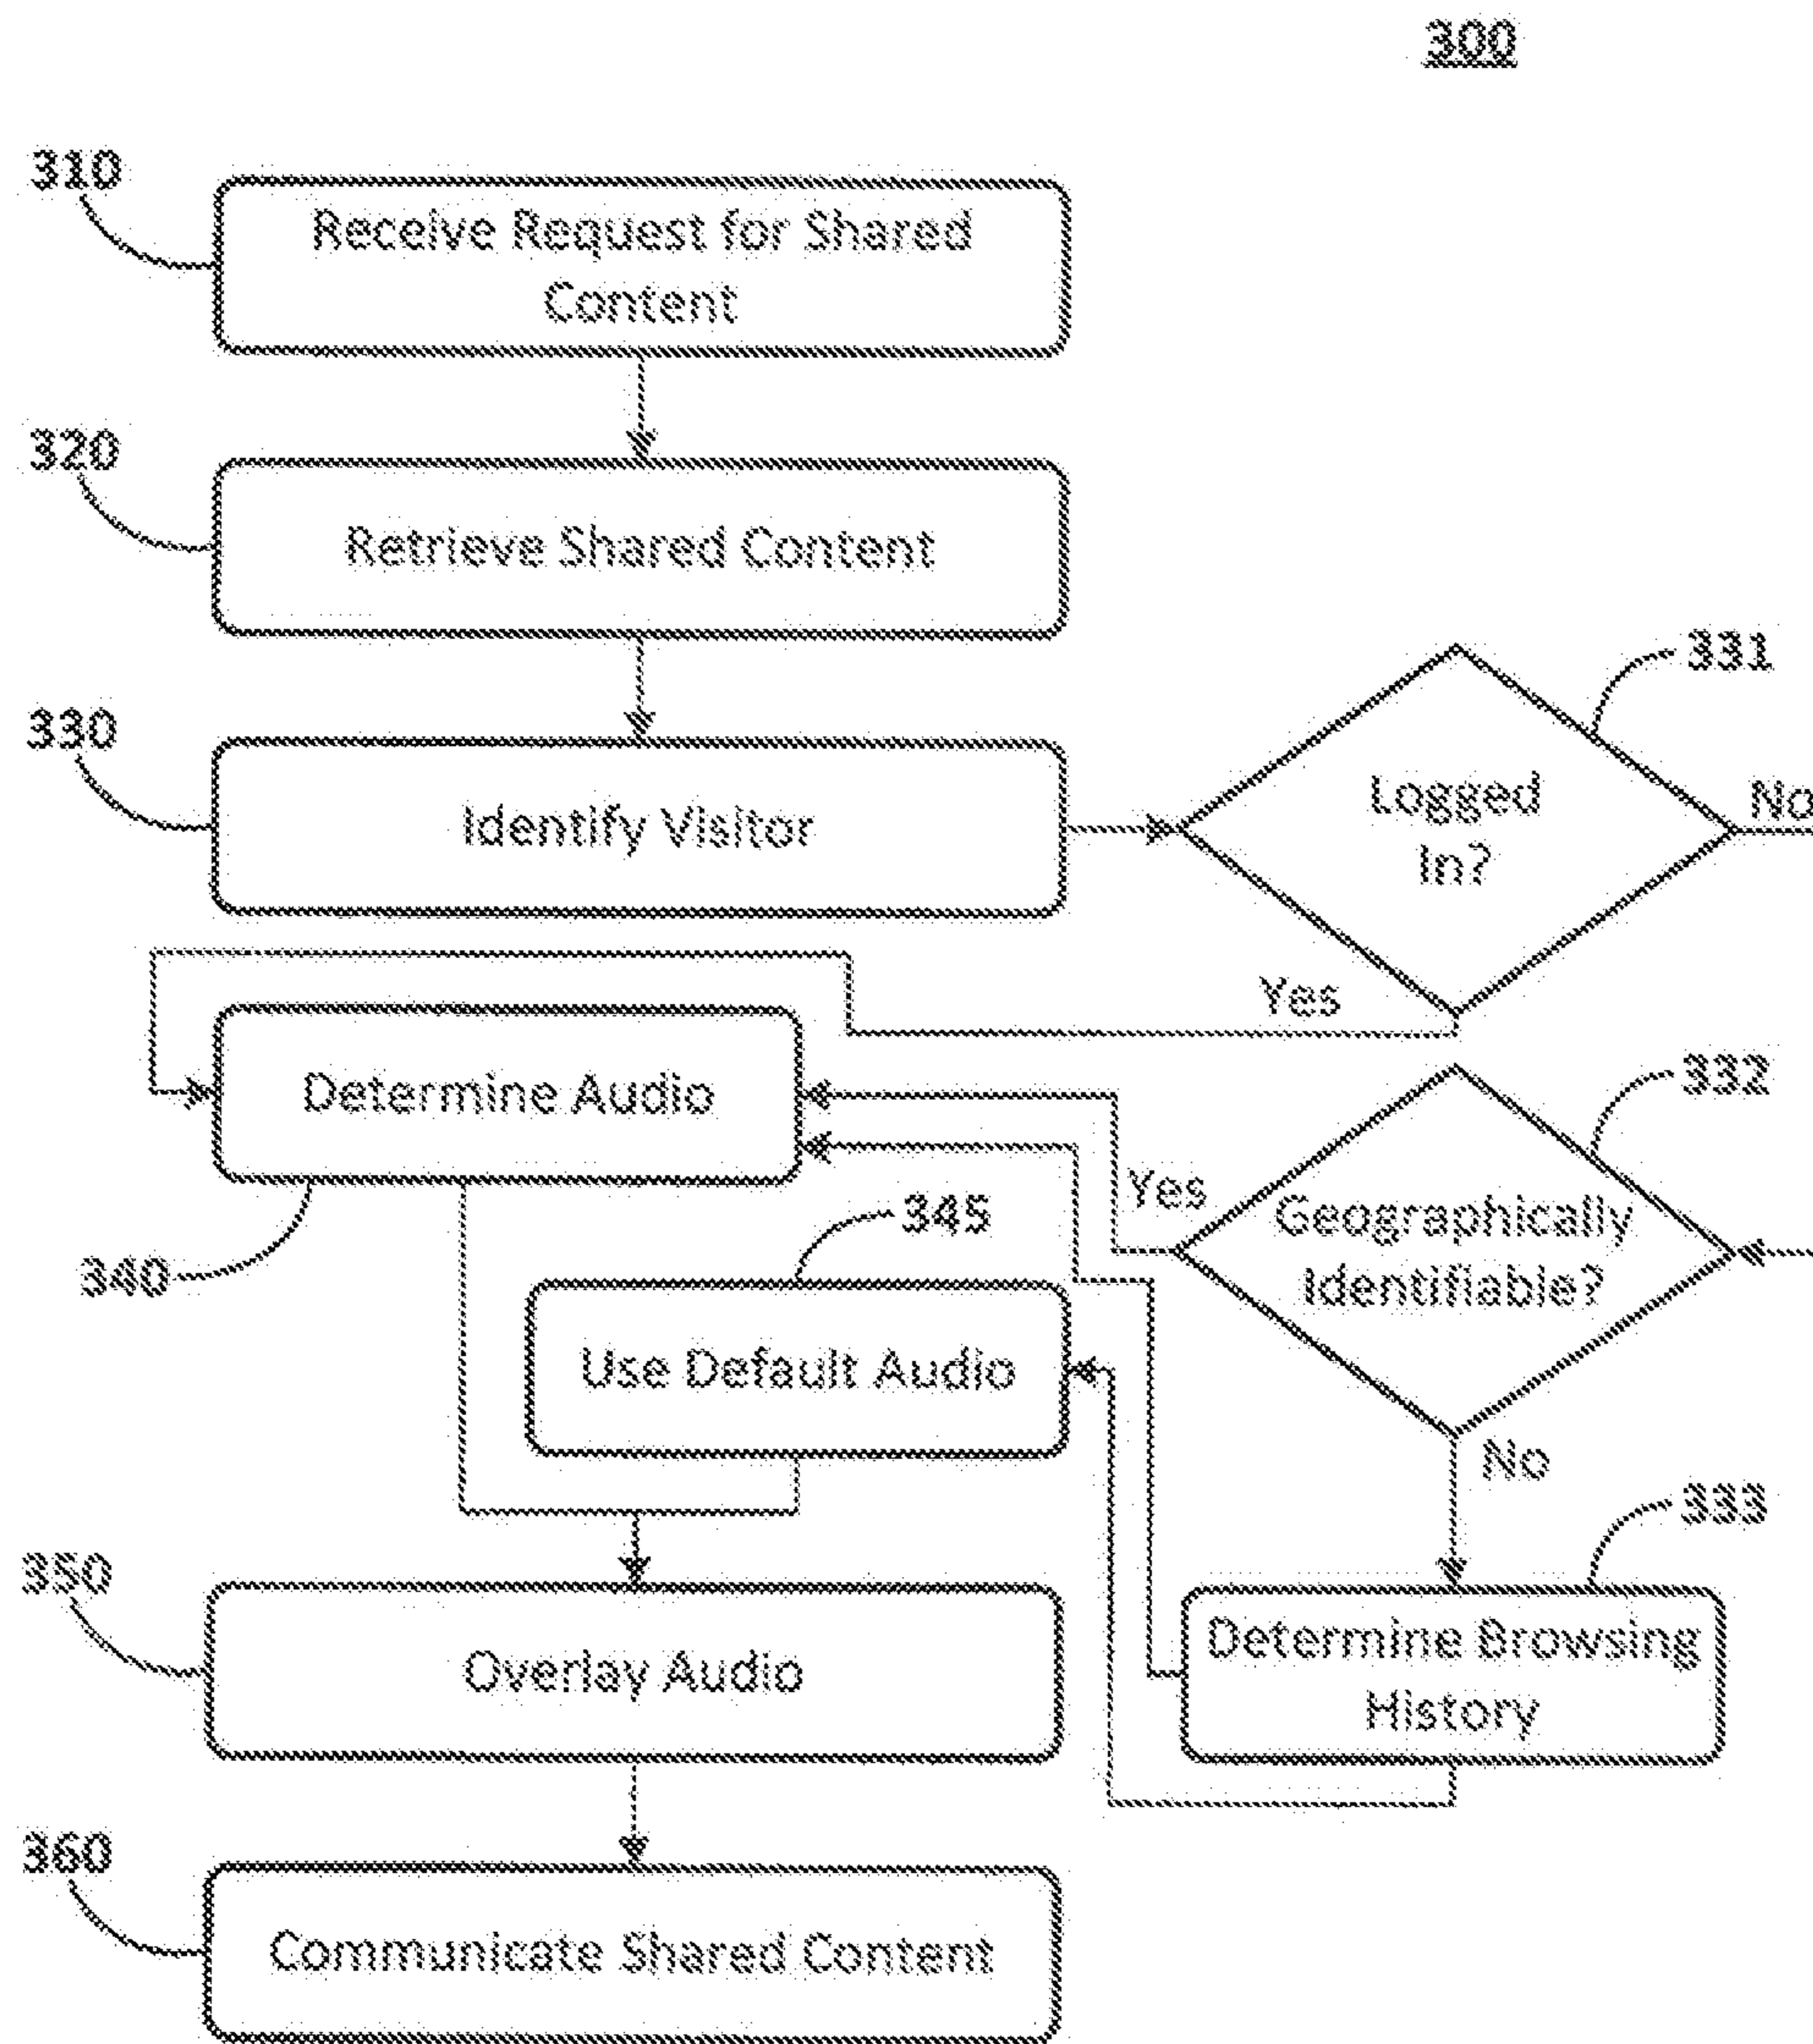 300
310
Receive Request for Shared
Content
320
Retrieve Shared Content
330
Identify Visitor
331
Logged
In?
No
Yes
Determine Audio
340
332
Geographically
Identifiable?
Yes
345
Use Default Audio
No
333
Determine Browsing
History
350
Overlay Audio
360
Communicate Shared Content